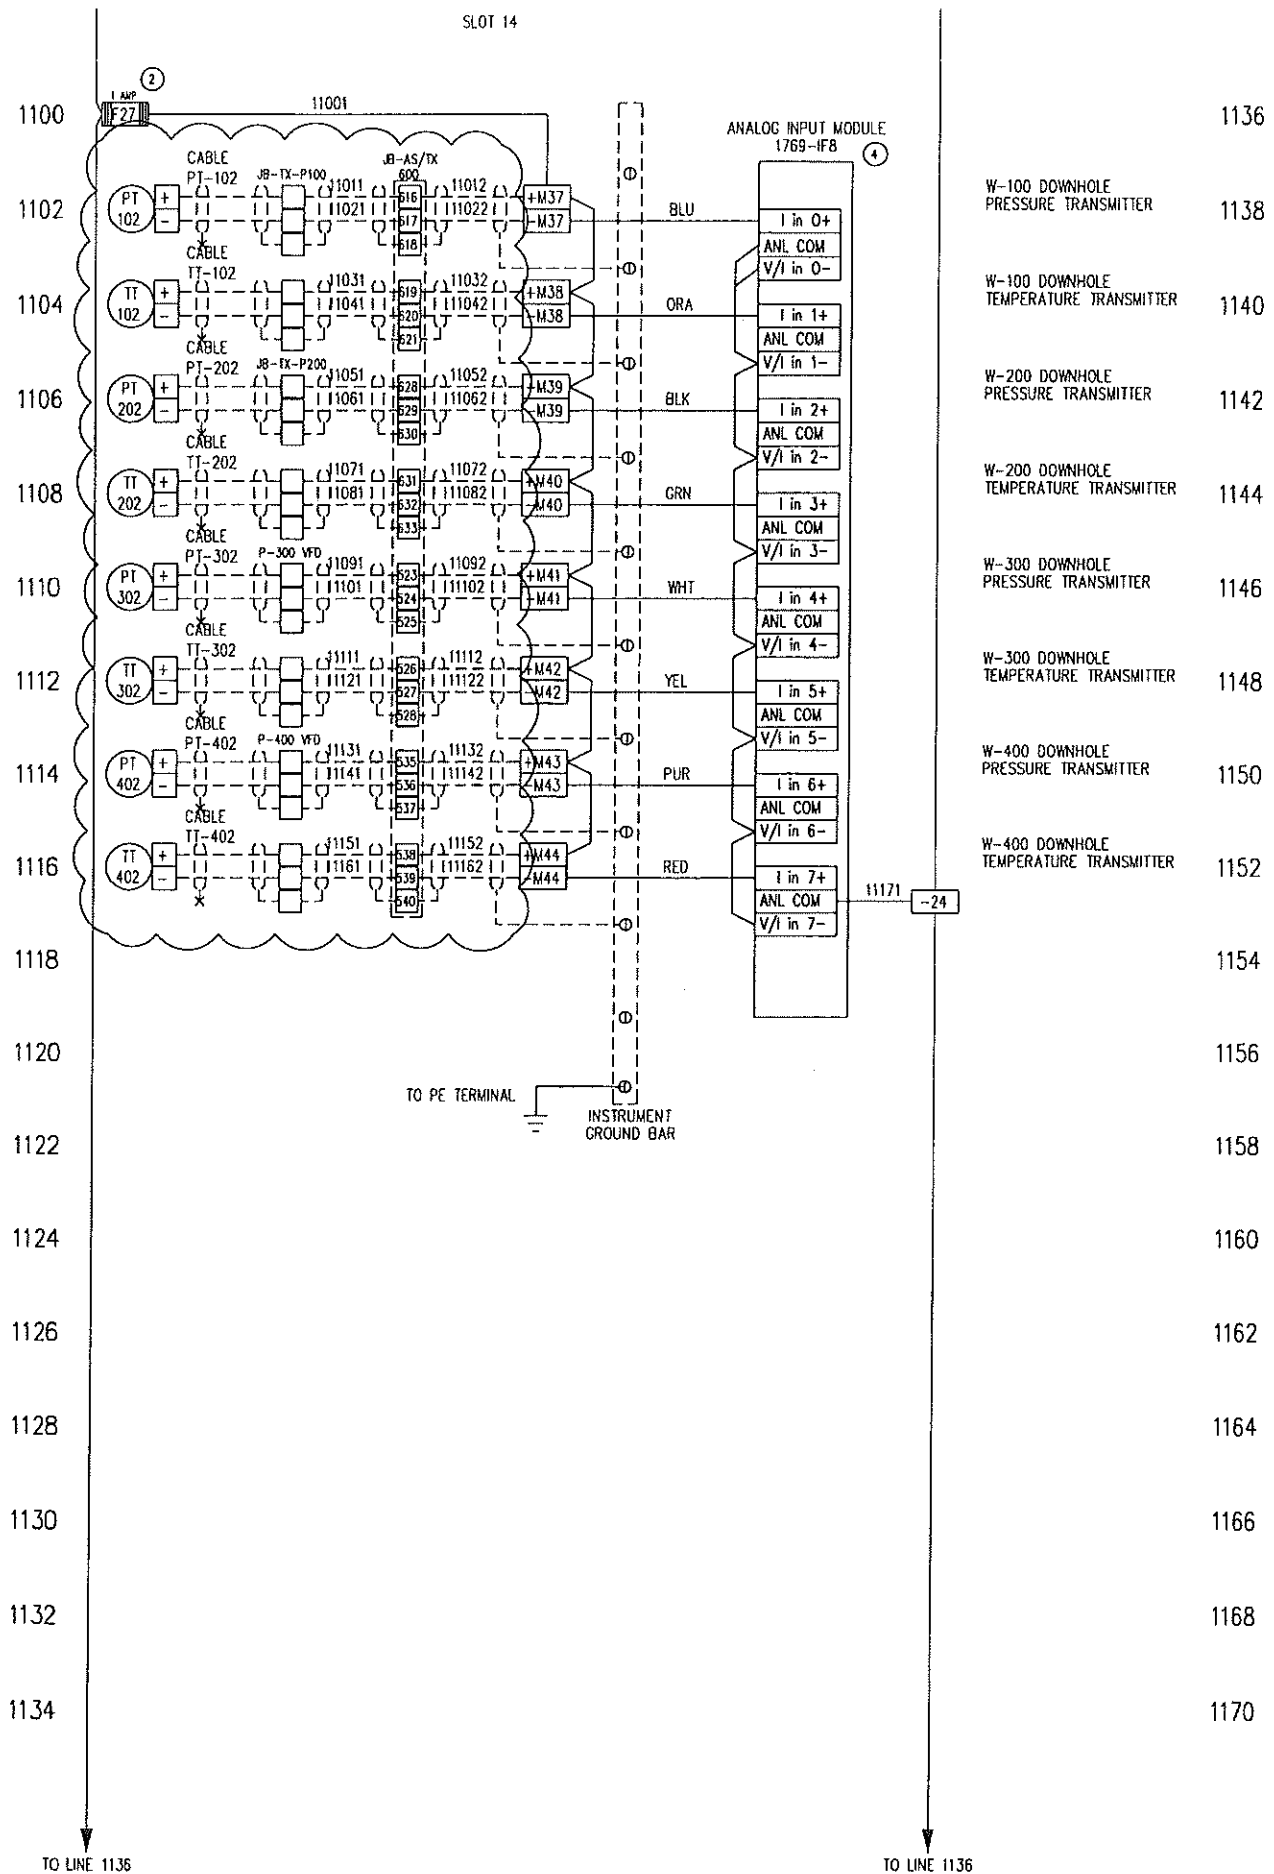 SLOT 14
2
1 AMP
1100 F27 11001 1136
ANALOG INPUT MODULE
1769-IF8
4
CABLE
PT-102 JB-TX-P100 JB-AS/TX
600
1102 PT 102 + - 11011 11021 616 617 618 11012 11022 +M37 -M37 BLU I in 0+ ANL COM V/I in 0- 1138
W-100 DOWNHOLE
PRESSURE TRANSMITTER
CABLE
TT-102
1104 TT 102 + - 11031 11041 619 620 621 11032 11042 +M38 -M38 ORA I in 1+ ANL COM V/I in 1- 1140
W-100 DOWNHOLE
TEMPERATURE TRANSMITTER
CABLE
PT-202 JB-TX-P200
1106 PT 202 + - 11051 11061 628 629 630 11052 11062 +M39 -M39 BLK I in 2+ ANL COM V/I in 2- 1142
W-200 DOWNHOLE
PRESSURE TRANSMITTER
CABLE
TT-202
1108 TT 202 + - 11071 11081 631 632 633 11072 11082 +M40 -M40 GRN I in 3+ ANL COM V/I in 3- 1144
W-200 DOWNHOLE
TEMPERATURE TRANSMITTER
CABLE
PT-302 P-300 VFD
1110 PT 302 + - 11091 11101 523 524 525 11092 11102 +M41 -M41 WHT I in 4+ ANL COM V/I in 4- 1146
W-300 DOWNHOLE
PRESSURE TRANSMITTER
CABLE
TT-302
1112 TT 302 + - 11111 11121 526 527 528 11112 11122 +M42 -M42 YEL I in 5+ ANL COM V/I in 5- 1148
W-300 DOWNHOLE
TEMPERATURE TRANSMITTER
CABLE
PT-402 P-400 VFD
1114 PT 402 + - 11131 11141 535 536 537 11132 11142 +M43 -M43 PUR I in 6+ ANL COM V/I in 6- 1150
W-400 DOWNHOLE
PRESSURE TRANSMITTER
CABLE
TT-402
1116 TT 402 + - 11151 11161 538 539 540 11152 11162 +M44 -M44 RED I in 7+ ANL COM V/I in 7- 11171 -24 1152
W-400 DOWNHOLE
TEMPERATURE TRANSMITTER
1118 1154
1120 1156
TO PE TERMINAL
INSTRUMENT
GROUND BAR
1122 1158
1124 1160
1126 1162
1128 1164
1130 1166
1132 1168
1134 1170
TO LINE 1136 TO LINE 1136